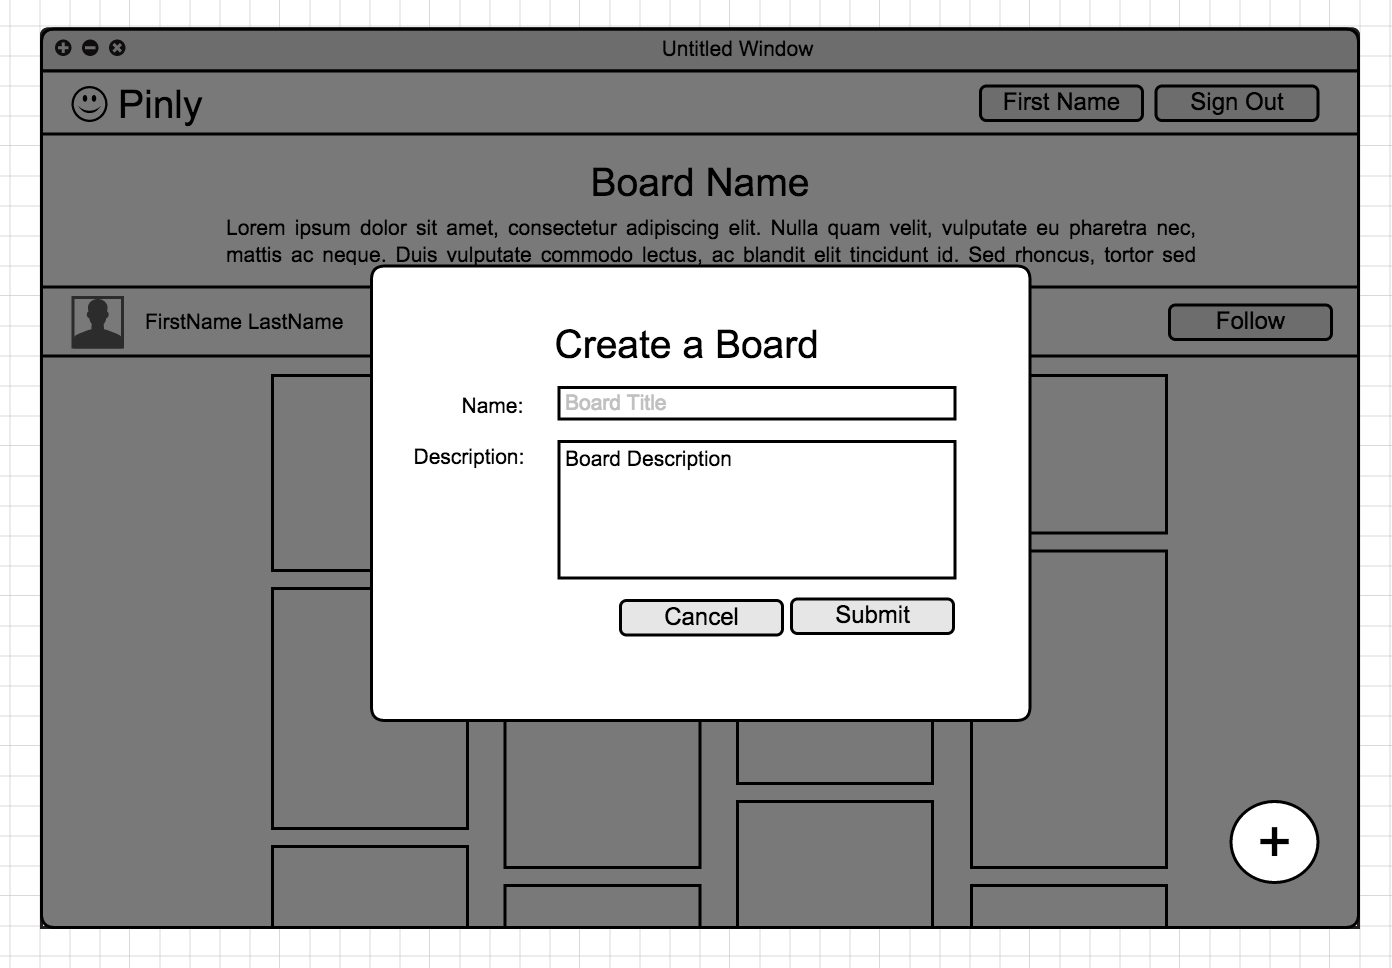 Untitled Window
Pinly
First Name
Sign Out
Board Name
Lorem ipsum dolor sit amet, consectetur adipiscing elit. Nulla quam velit, vulputate eu pharetra nec,
mattis ac neque. Duis vulputate commodo lectus, ac blandit elit tincidunt id. Sed rhoncus, tortor sed
FirstName LastName
Follow
Create a Board
Name:
Board Title
Description:
Board Description
Cancel
Submit
+